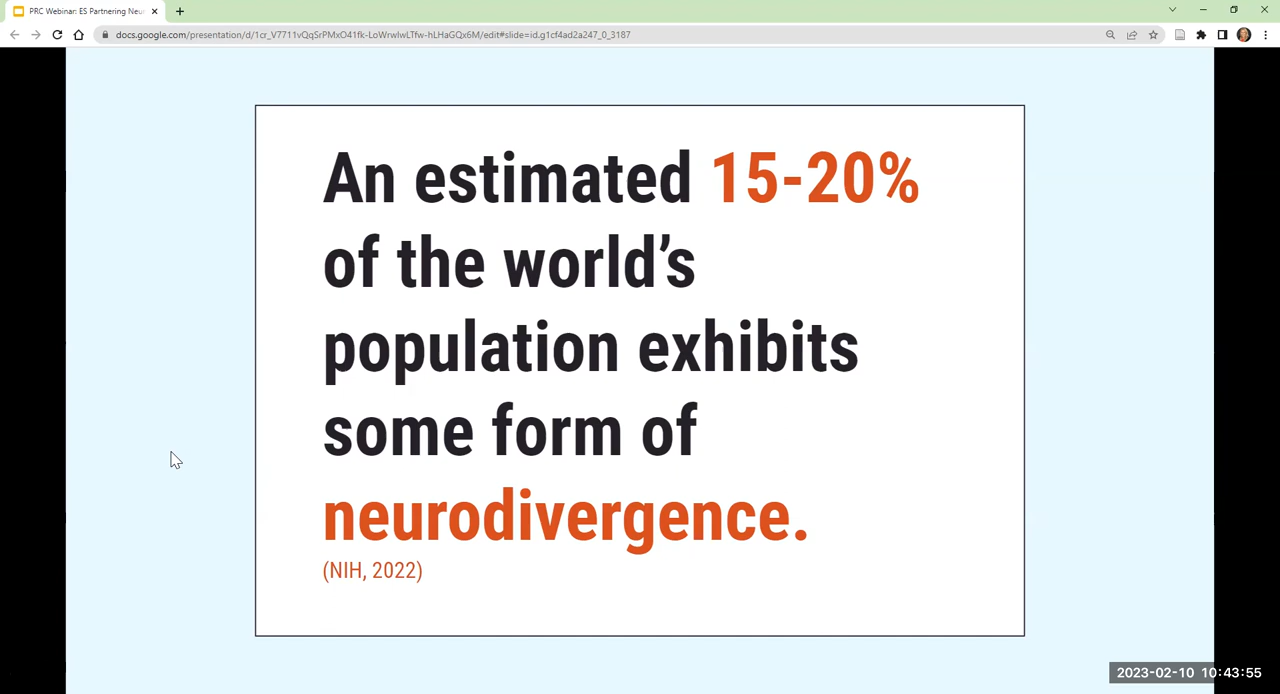 PRC Webinar: ES Partnering Neu
docs.google.com/presentation/d/1cr_V7711vQqSrPMxO41fk-LoWrwIwLTfw-hLHaGQx6M/edit#slide=id.g1cf4ad2a247_0_3187
An estimated 15-20%
of the world's
population exhibits
some form of
neurodivergence.
(NIH, 2022)
2023-02-10 10:43:55